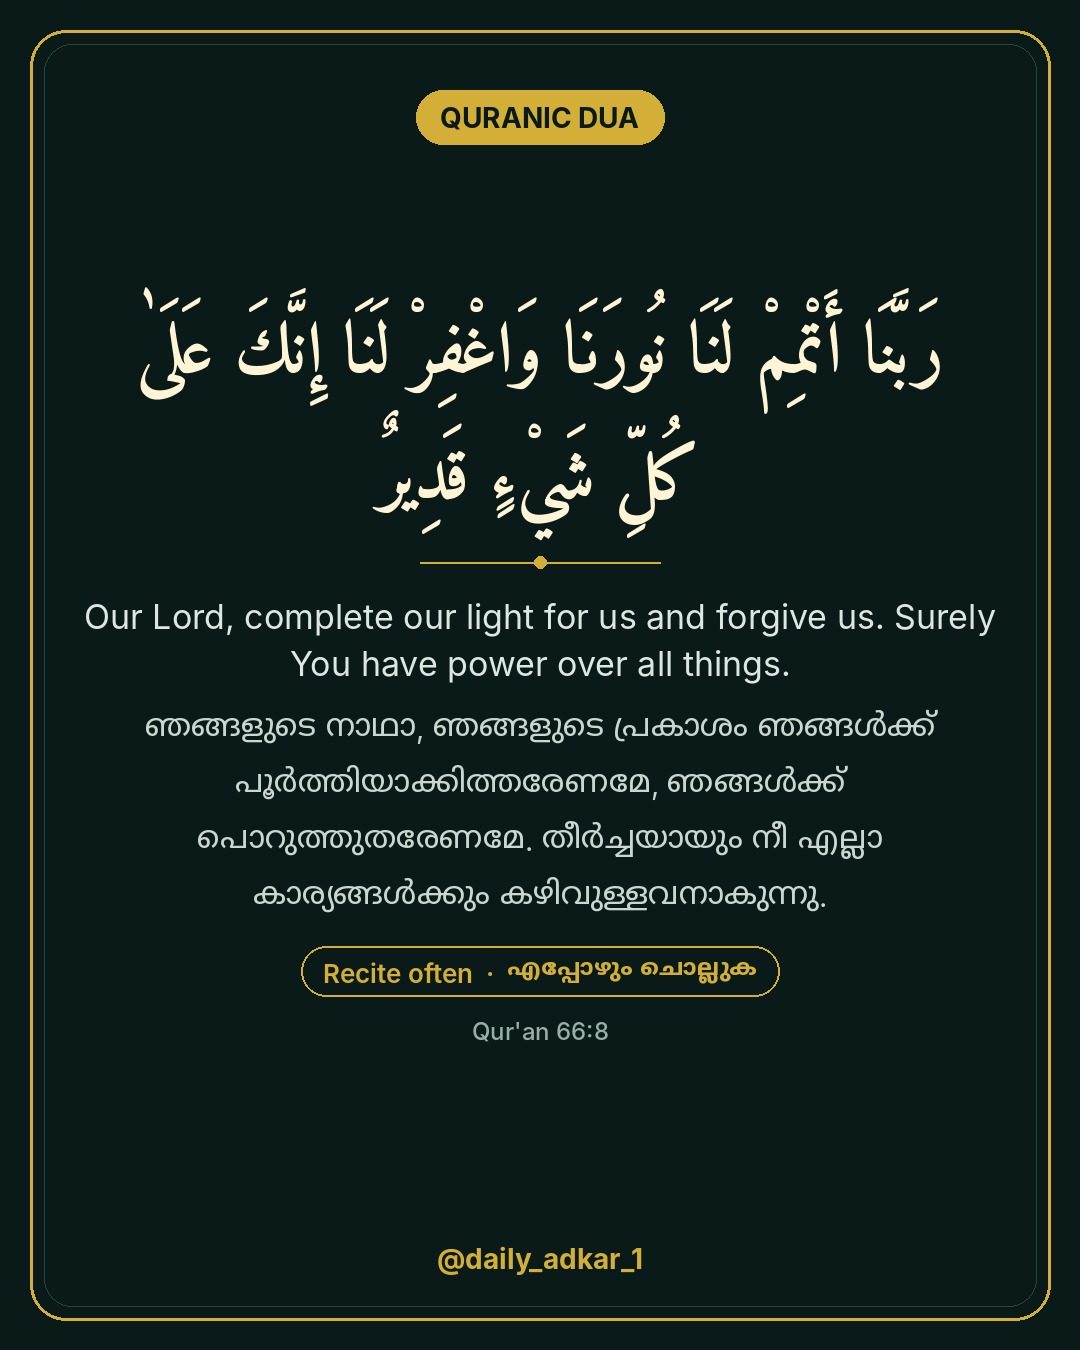 QURANIC DUA
رَبَّنَا أَتْمِمْ لَنَا نُورَنَا وَاغْفِرْ لَنَا إِنَّكَ عَلَىٰ
كُلِّ شَيْءٍ قَدِيرٌ
Our Lord, complete our light for us and forgive us. Surely
You have power over all things.
ഞങ്ങളുടെ നാഥാ, ഞങ്ങളുടെ പ്രകാശം ഞങ്ങൾക്ക്
പൂർത്തിയാക്കിത്തരേണമേ, ഞങ്ങൾക്ക്
പൊറുത്തുതരേണമേ. തീർച്ചയായും നീ എല്ലാ
കാര്യങ്ങൾക്കും കഴിവുള്ളവനാകുന്നു.
Recite often · എപ്പോഴും ചൊല്ലുക
Qur'an 66:8
@daily_adkar_1